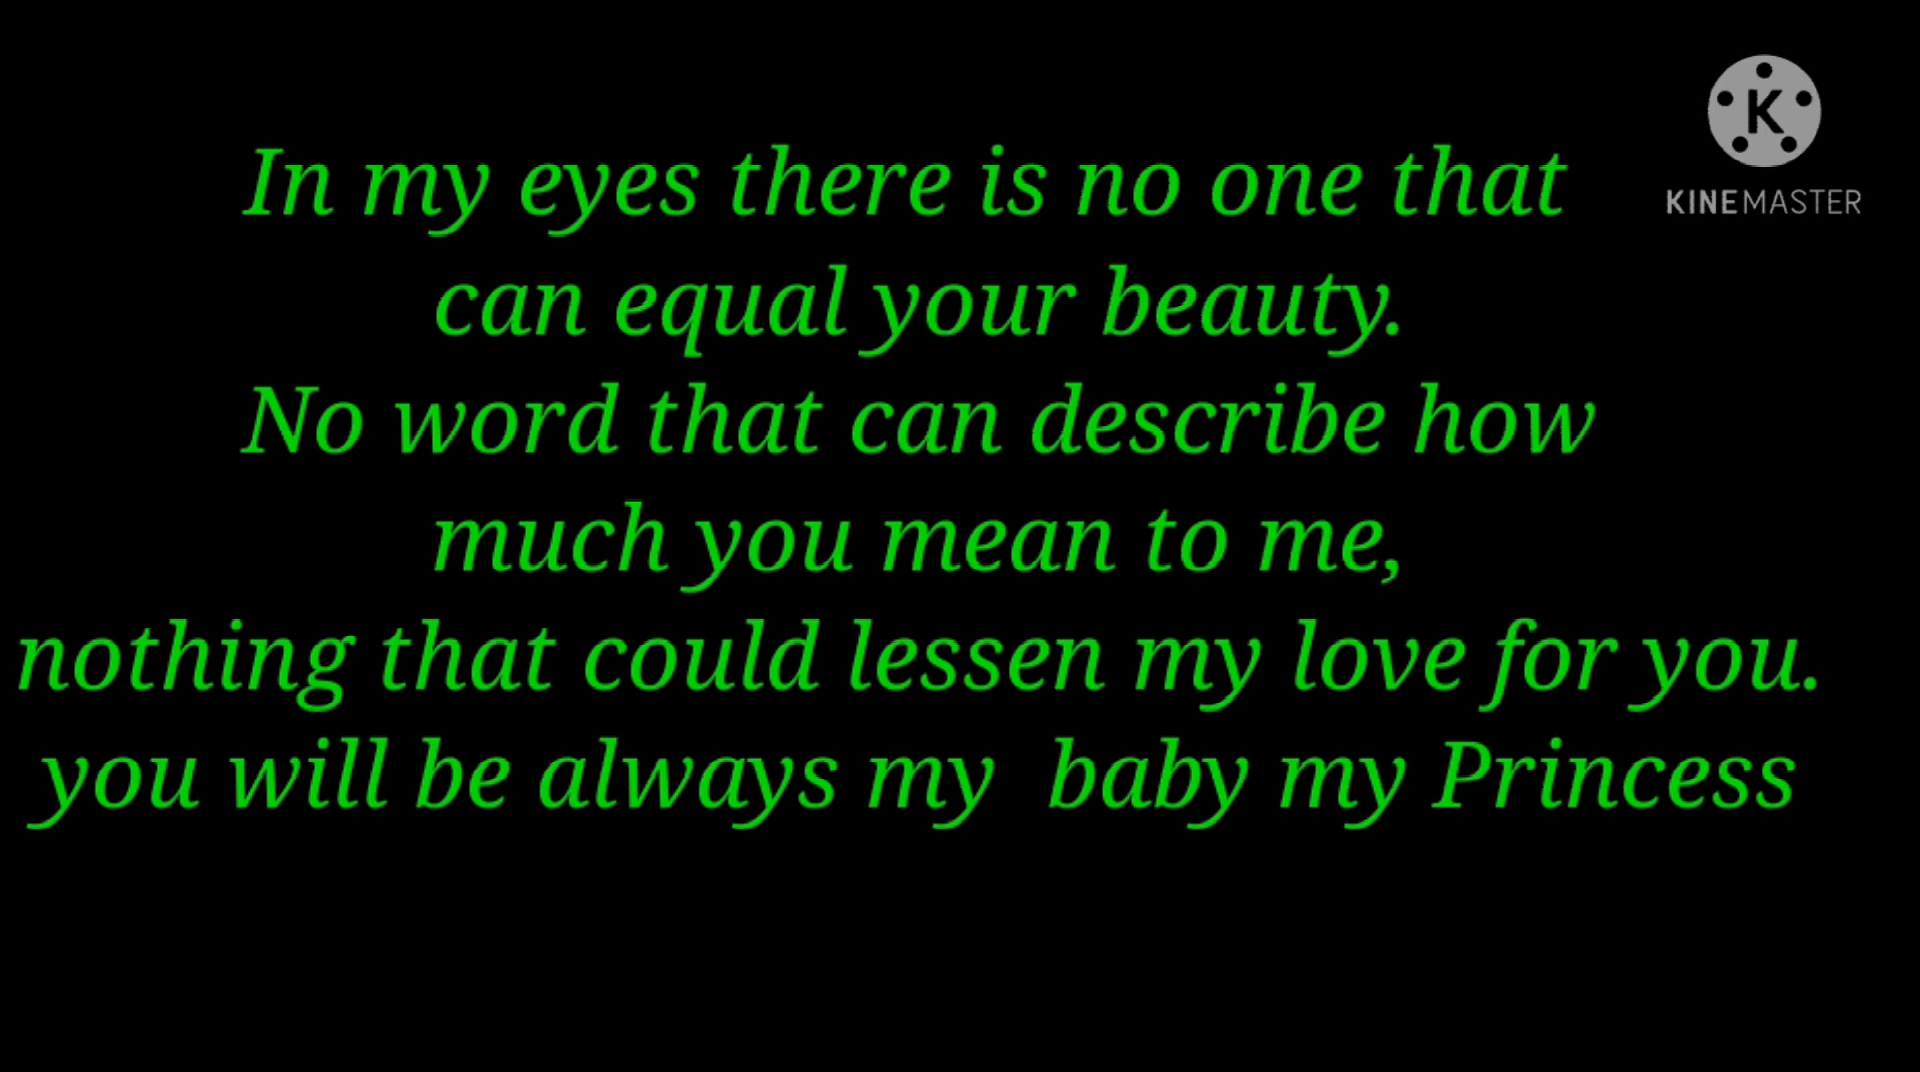 K
KINEMASTER
In my eyes there is no one that
can equal your beauty.
No word that can describe how
much you mean to me,
nothing that could lessen my love for you.
you will be always my  baby my Princess